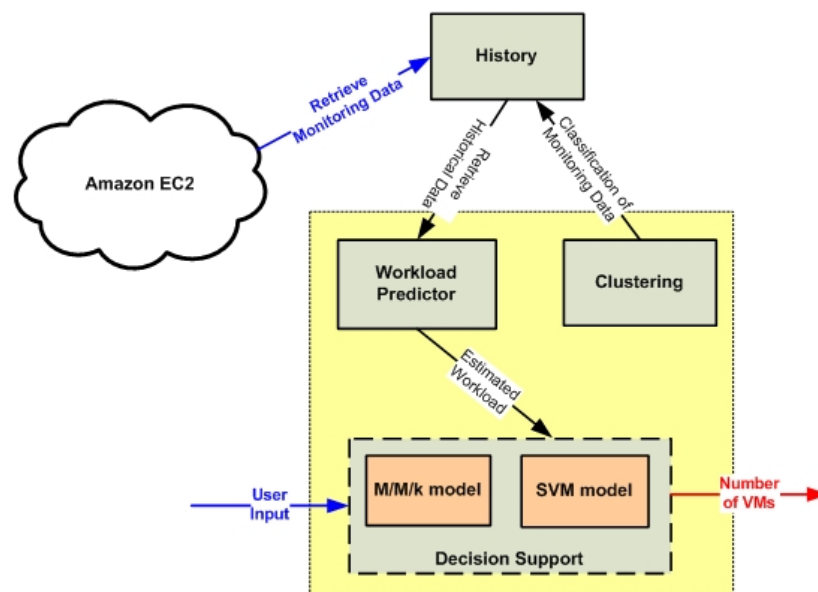 History
Retrieve
Monitoring Data
Amazon EC2
Retrieve
Historical Data
Classification of
Monitoring Data
Workload
Predictor
Clustering
Estimated
Workload
M/M/k model
SVM model
User
Input
Number
of VMs
Decision Support